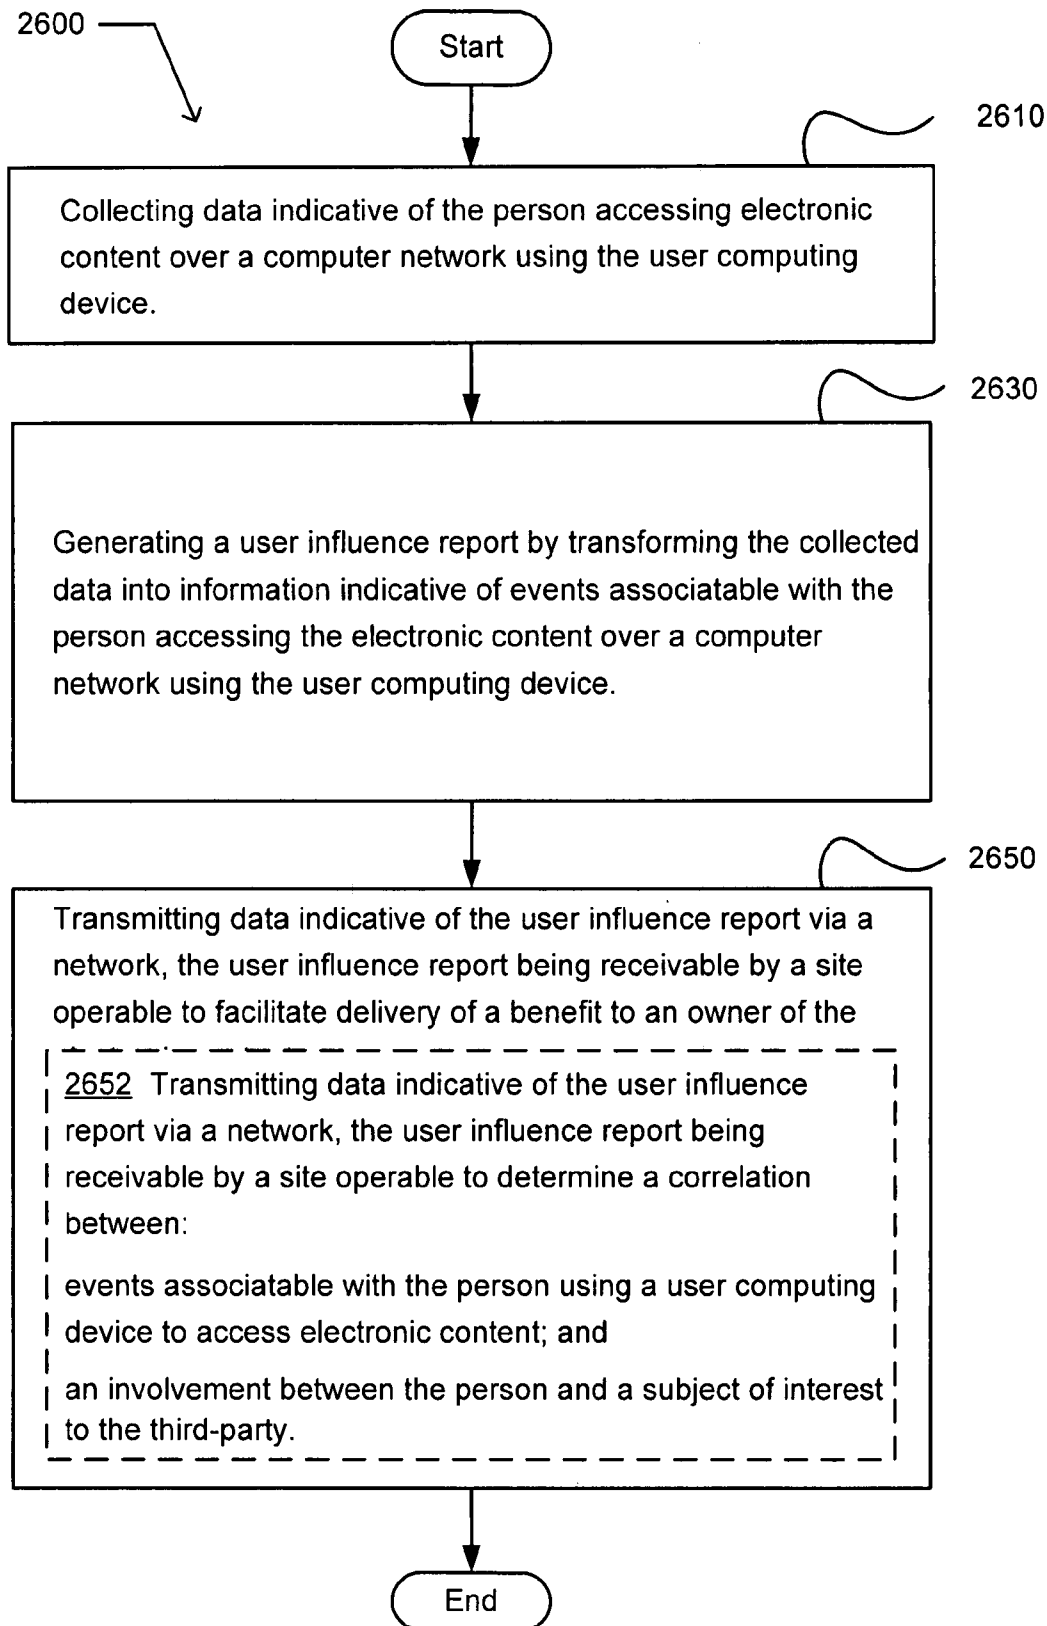 2600
Start
2610
Collecting data indicative of the person accessing electronic
content over a computer network using the user computing
device.
2630
Generating a user influence report by transforming the collected
data into information indicative of events associatable with the
person accessing the electronic content over a computer
network using the user computing device.
2650
Transmitting data indicative of the user influence report via a
network, the user influence report being receivable by a site
operable to facilitate delivery of a benefit to an owner of the
2652 Transmitting data indicative of the user influence
report via a network, the user influence report being
receivable by a site operable to determine a correlation
between:
events associatable with the person using a user computing
device to access electronic content; and
an involvement between the person and a subject of interest
to the third-party.
End